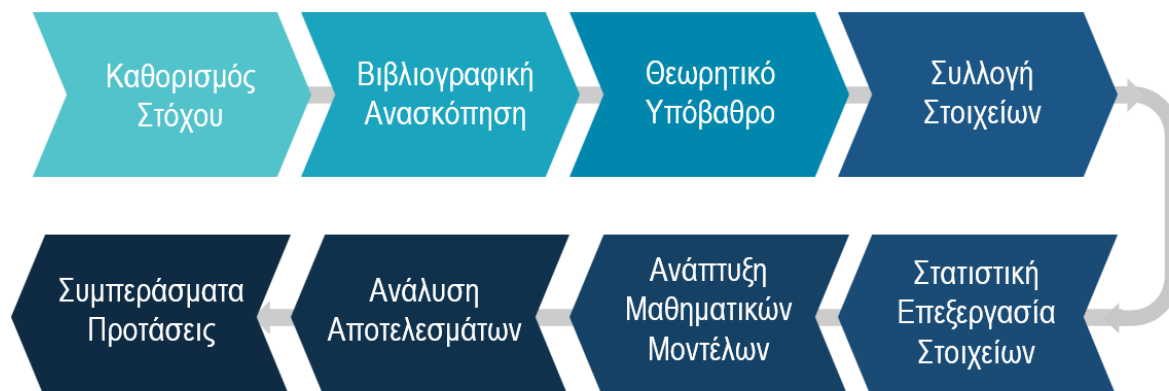 Καθορισμός
Στόχου
Βιβλιογραφική
Ανασκόπηση
Θεωρητικό
Υπόβαθρο
Συλλογή
Στοιχείων
Στατιστική
Επεξεργασία
Στοιχείων
Ανάπτυξη
Μαθηματικών
Μοντέλων
Ανάλυση
Αποτελεσμάτων
Συμπεράσματα
Προτάσεις